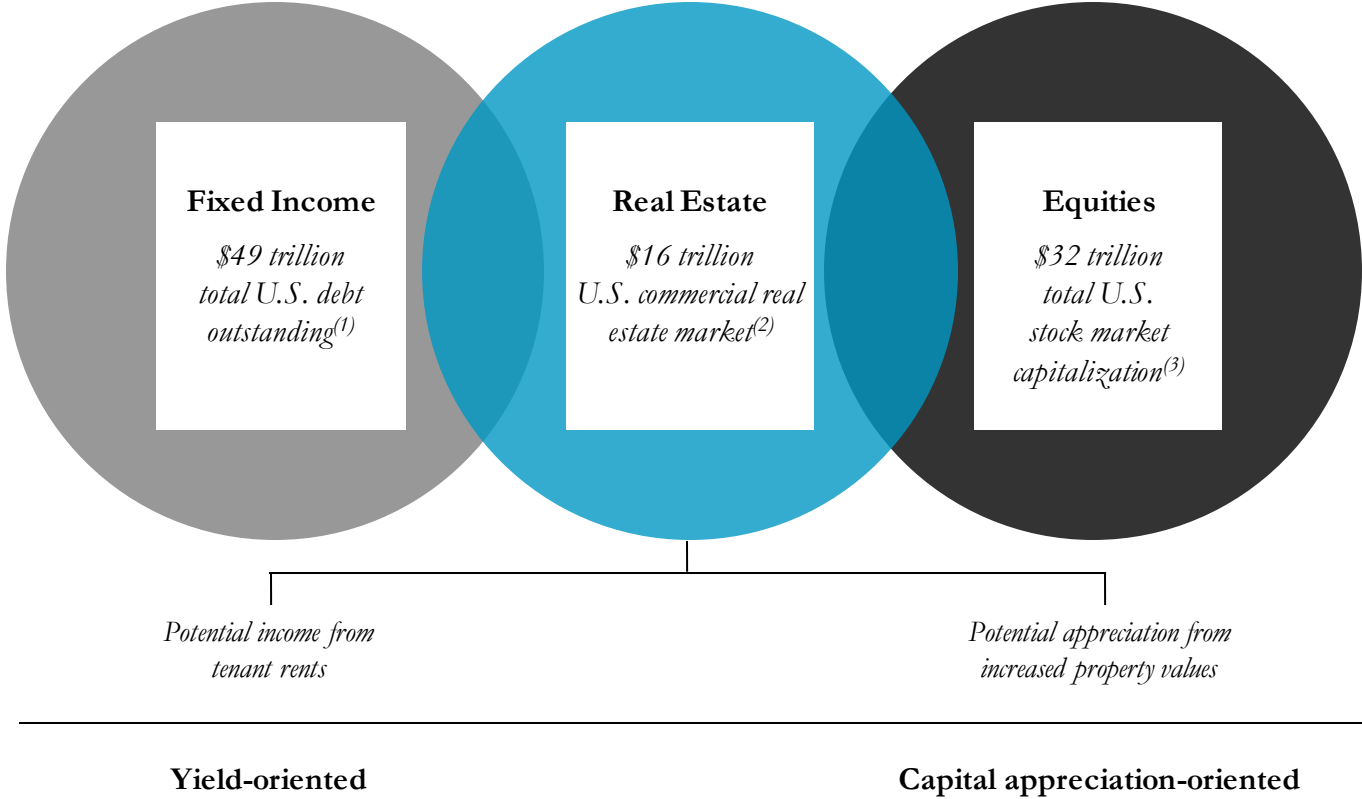 Fixed Income
$49 trillion
total U.S. debt
outstanding(1)
Real Estate
$16 trillion
U.S. commercial real
estate market(2)
Equities
$32 trillion
total U.S.
stock market
capitalization(3)
Potential income from
tenant rents
Potential appreciation from
increased property values
Yield-oriented
Capital appreciation-oriented